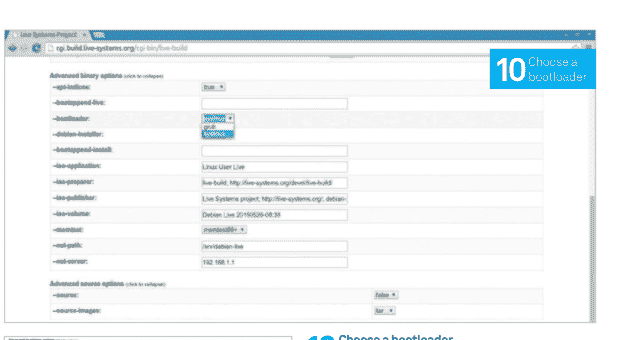 Live Systems Project
cgi.build.live-systems.org/cgi-bin/live-build
10 Choose a
bootloader
Advanced binary options (click to collapse)
--apt-indices: true
--bootappend-live:
--bootloader:
grub
--debian-installer:
--bootappend-install:
--iso-application: Linux User Live
--iso-preparer: live-build; http://live-systems.org/devel/live-build
--iso-publisher: Live Systems project; http://live-systems.org/; debian-
--iso-volume: Debian Live 20150526-08:39
--memtest: memtest86+
--net-path: /srv/debian-live
--net-server: 192.168.1.1
Advanced source options (click to collapse)
--source: false
--source-images: tar
10 Choose a bootloader